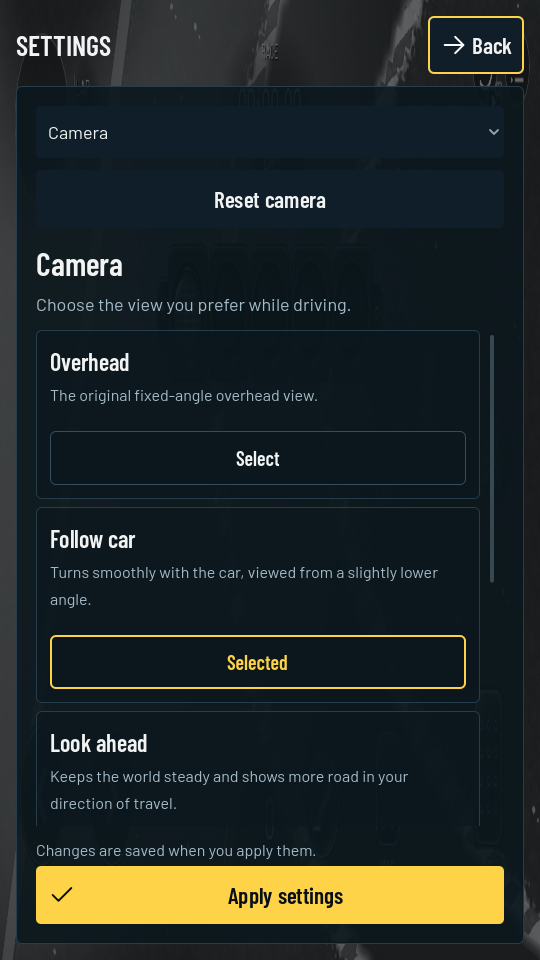 SETTINGS
Back
Camera
Reset camera
Camera
Choose the view you prefer while driving.
Overhead
The original fixed-angle overhead view.
Select
Follow car
Turns smoothly with the car, viewed from a slightly lower
angle.
Selected
Look ahead
Keeps the world steady and shows more road in your
direction of travel.
Changes are saved when you apply them.
Apply settings